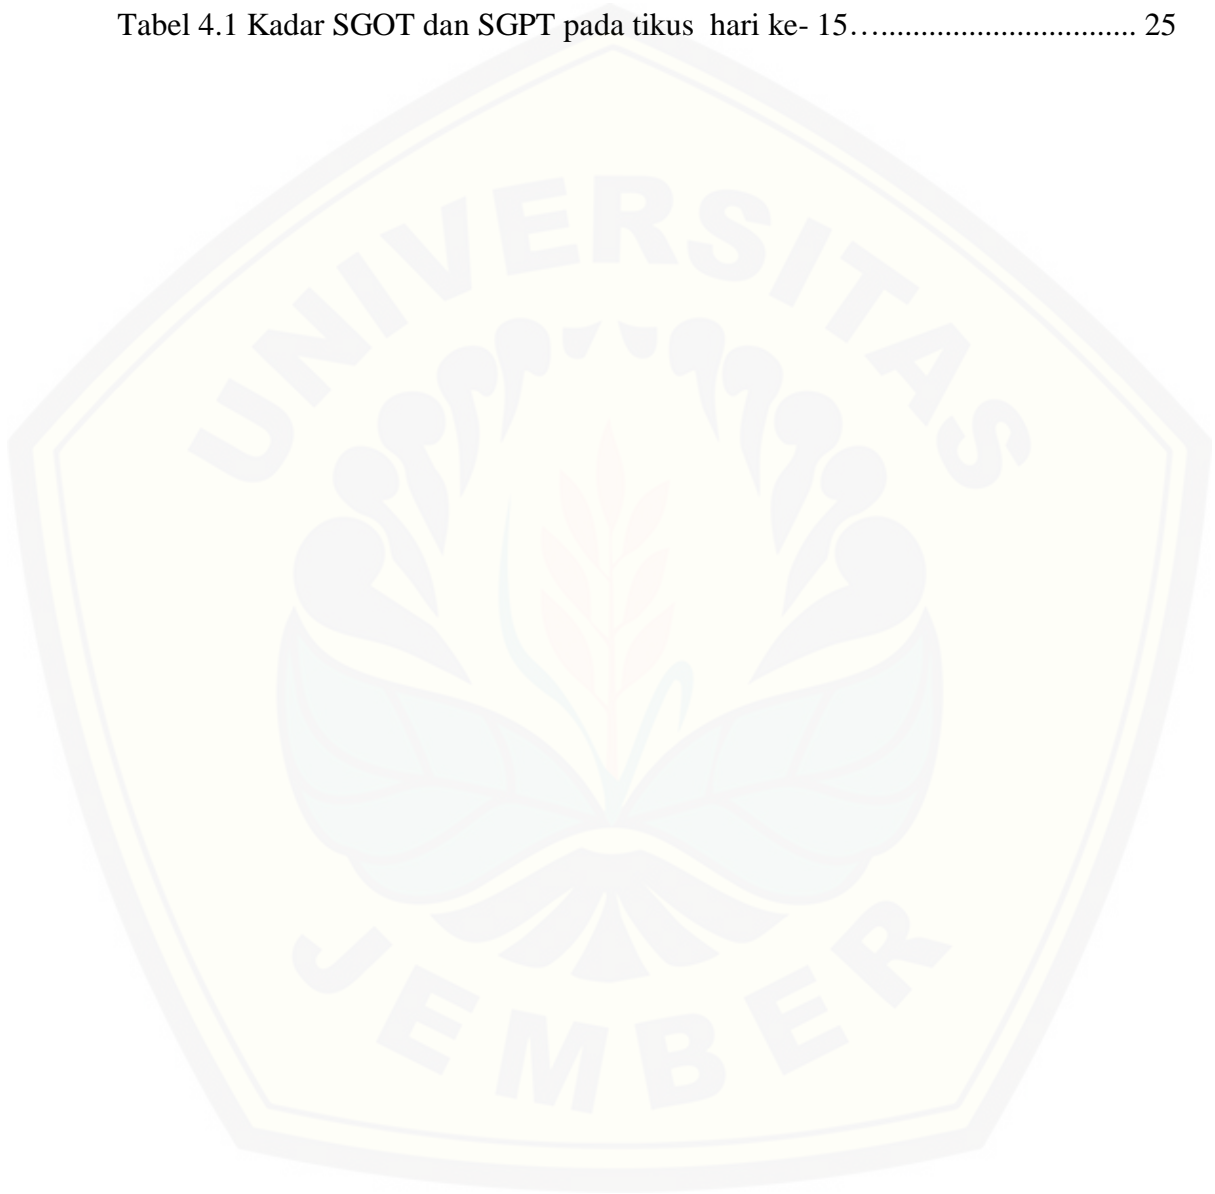 Tabel 4.1 Kadar SGOT dan SGPT pada tikus  hari ke- 15…................................ 25
UNIVERSITAS
JEMBER